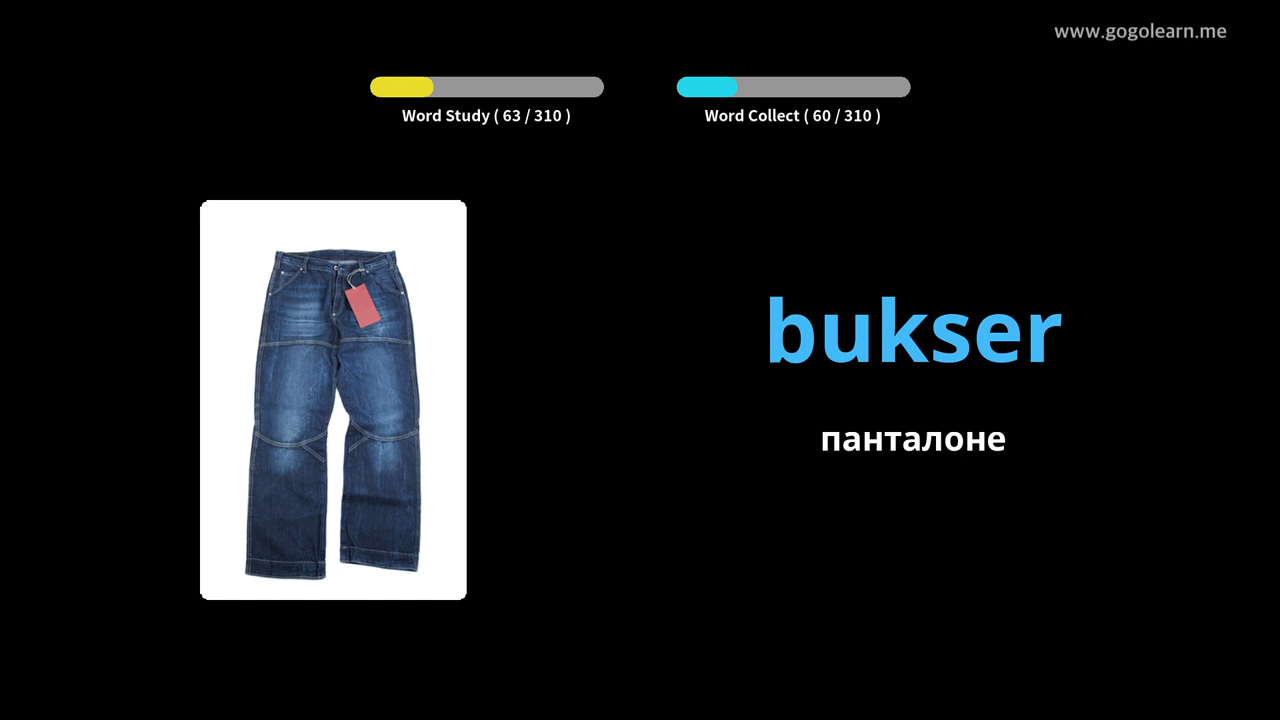 www.gogolearn.me
Word Study ( 63 / 310 )
Word Collect ( 60 / 310 )
bukser
панталоне